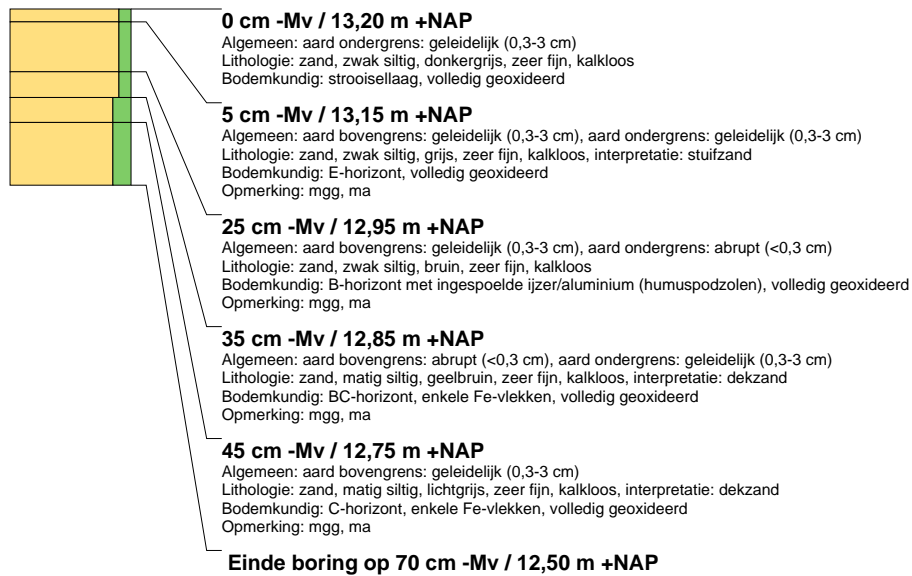 0 cm -Mv / 13,20 m +NAP
Algemeen: aard ondergrens: geleidelijk (0,3-3 cm)
Lithologie: zand, zwak siltig, donkergrijs, zeer fijn, kalkloos
Bodemkundig: strooisellaag, volledig geoxideerd
5 cm -Mv / 13,15 m +NAP
Algemeen: aard bovengrens: geleidelijk (0,3-3 cm), aard ondergrens: geleidelijk (0,3-3 cm)
Lithologie: zand, zwak siltig, grijs, zeer fijn, kalkloos, interpretatie: stuifzand
Bodemkundig: E-horizont, volledig geoxideerd
Opmerking: mgg, ma
25 cm -Mv / 12,95 m +NAP
Algemeen: aard bovengrens: geleidelijk (0,3-3 cm), aard ondergrens: abrupt (<0,3 cm)
Lithologie: zand, zwak siltig, bruin, zeer fijn, kalkloos
Bodemkundig: B-horizont met ingespoelde ijzer/aluminium (humuspodzolen), volledig geoxideerd
Opmerking: mgg, ma
35 cm -Mv / 12,85 m +NAP
Algemeen: aard bovengrens: abrupt (<0,3 cm), aard ondergrens: geleidelijk (0,3-3 cm)
Lithologie: zand, matig siltig, geelbruin, zeer fijn, kalkloos, interpretatie: dekzand
Bodemkundig: BC-horizont, enkele Fe-vlekken, volledig geoxideerd
Opmerking: mgg, ma
45 cm -Mv / 12,75 m +NAP
Algemeen: aard bovengrens: geleidelijk (0,3-3 cm)
Lithologie: zand, matig siltig, lichtgrijs, zeer fijn, kalkloos, interpretatie: dekzand
Bodemkundig: C-horizont, enkele Fe-vlekken, volledig geoxideerd
Opmerking: mgg, ma
Einde boring op 70 cm -Mv / 12,50 m +NAP